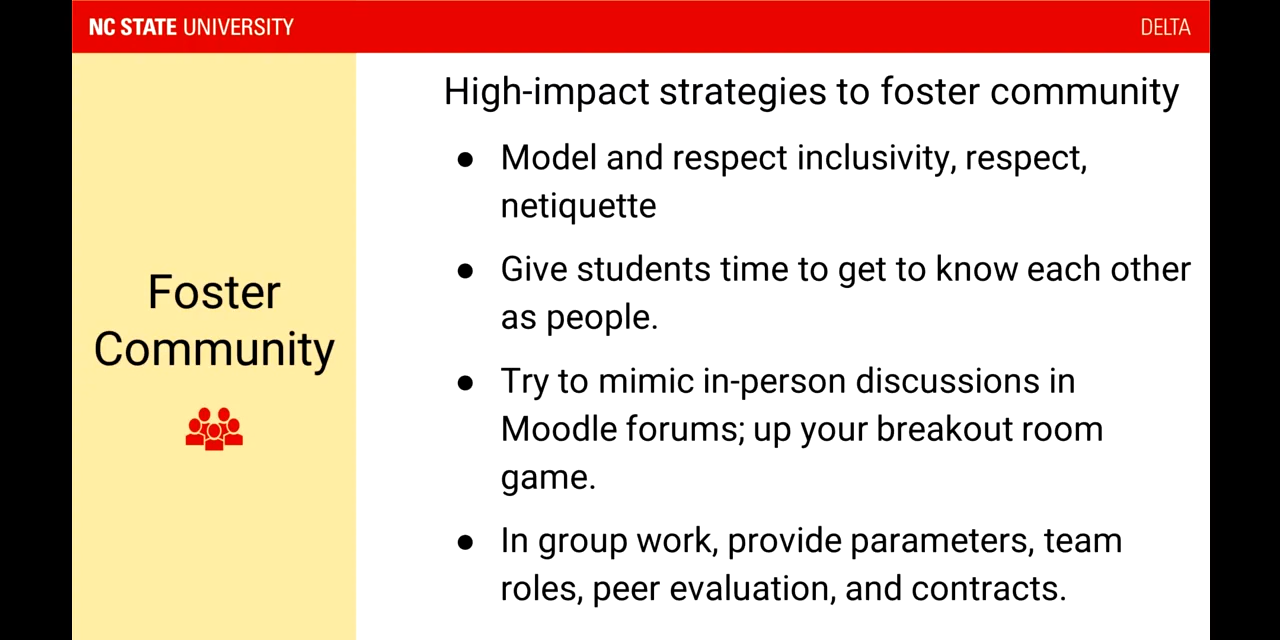 NC STATE UNIVERSITY
DELTA
Foster
Community
High-impact strategies to foster community
● Model and respect inclusivity, respect,
netiquette
● Give students time to get to know each other
as people.
● Try to mimic in-person discussions in
Moodle forums; up your breakout room
game.
● In group work, provide parameters, team
roles, peer evaluation, and contracts.